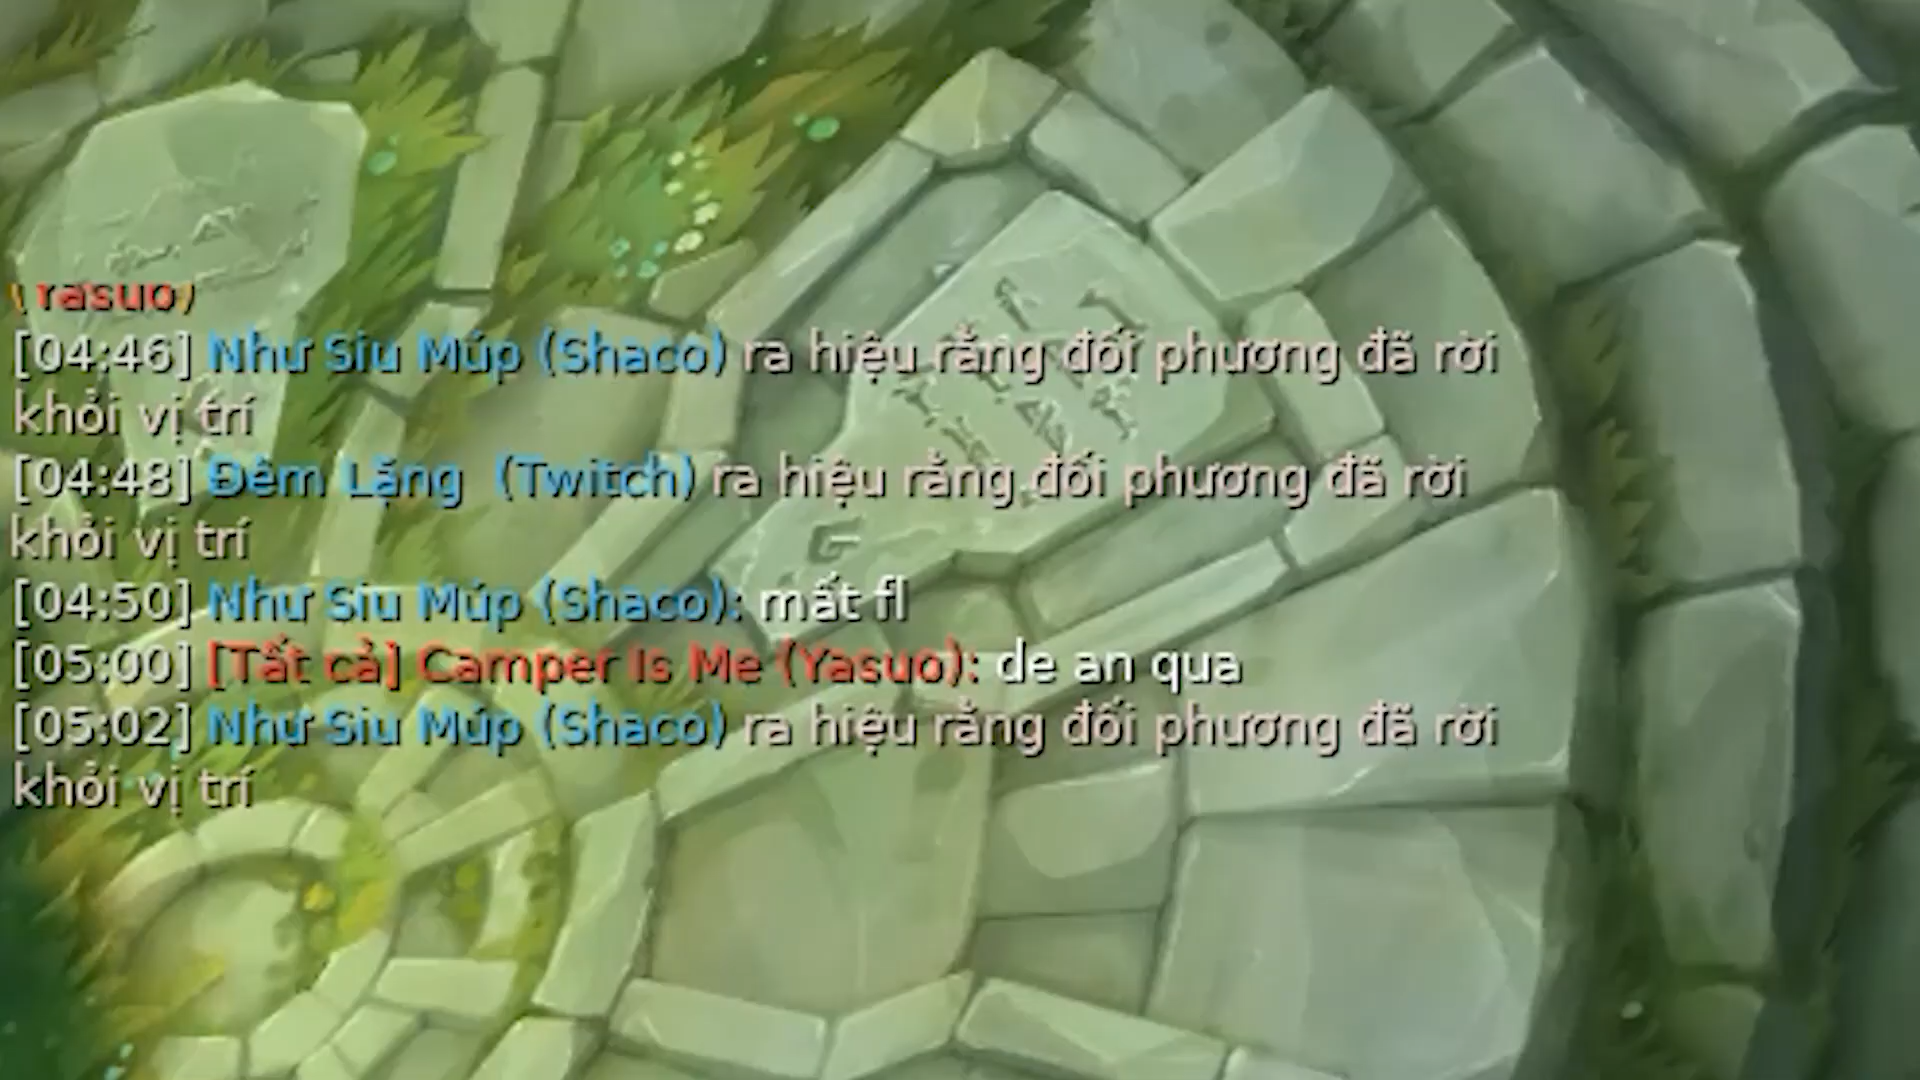 (Yasuo)
[04:46] Như Siu Múp (Shaco) ra hiệu rằng đối phương đã rời
khỏi vị trí
[04:48] Đêm Lặng (Twitch) ra hiệu rằng đối phương đã rời
khỏi vị trí
[04:50] Như Siu Múp (Shaco): mất fl
[05:00] [Tất cả] Camper Is Me (Yasuo): de an qua
[05:02] Như Siu Múp (Shaco) ra hiệu rằng đối phương đã rời
khỏi vị trí